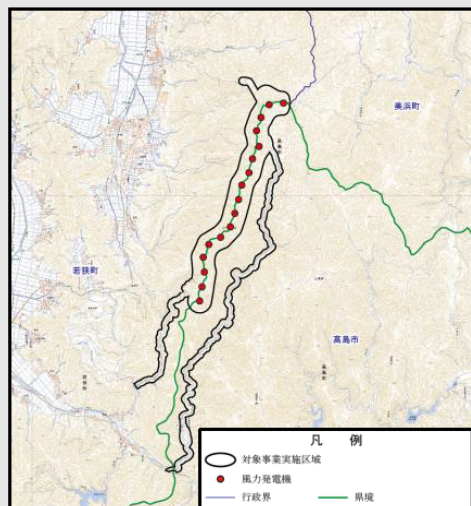 美浜町
若狭町
高島市
凡 例
対象事業実施区域
風力発電機
行政界 県境